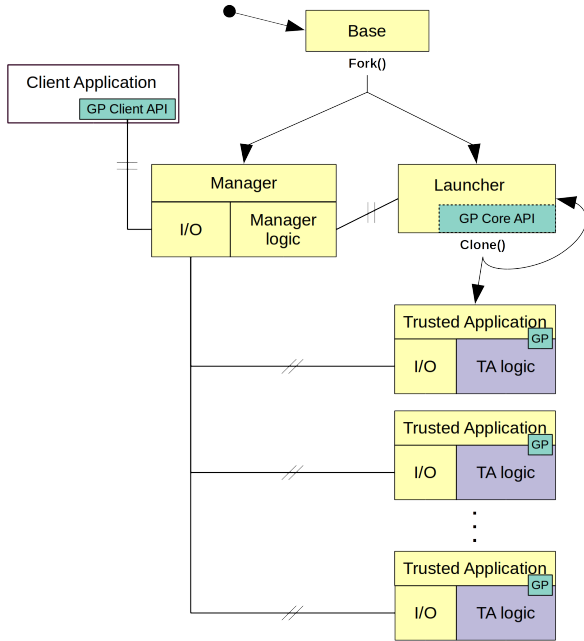 Base
Fork()
Client Application
GP Client API
Manager
I/O
Manager
logic
Launcher
GP Core API
Clone()
Trusted Application
GP
I/O
TA logic
Trusted Application
GP
I/O
TA logic
Trusted Application
GP
I/O
TA logic